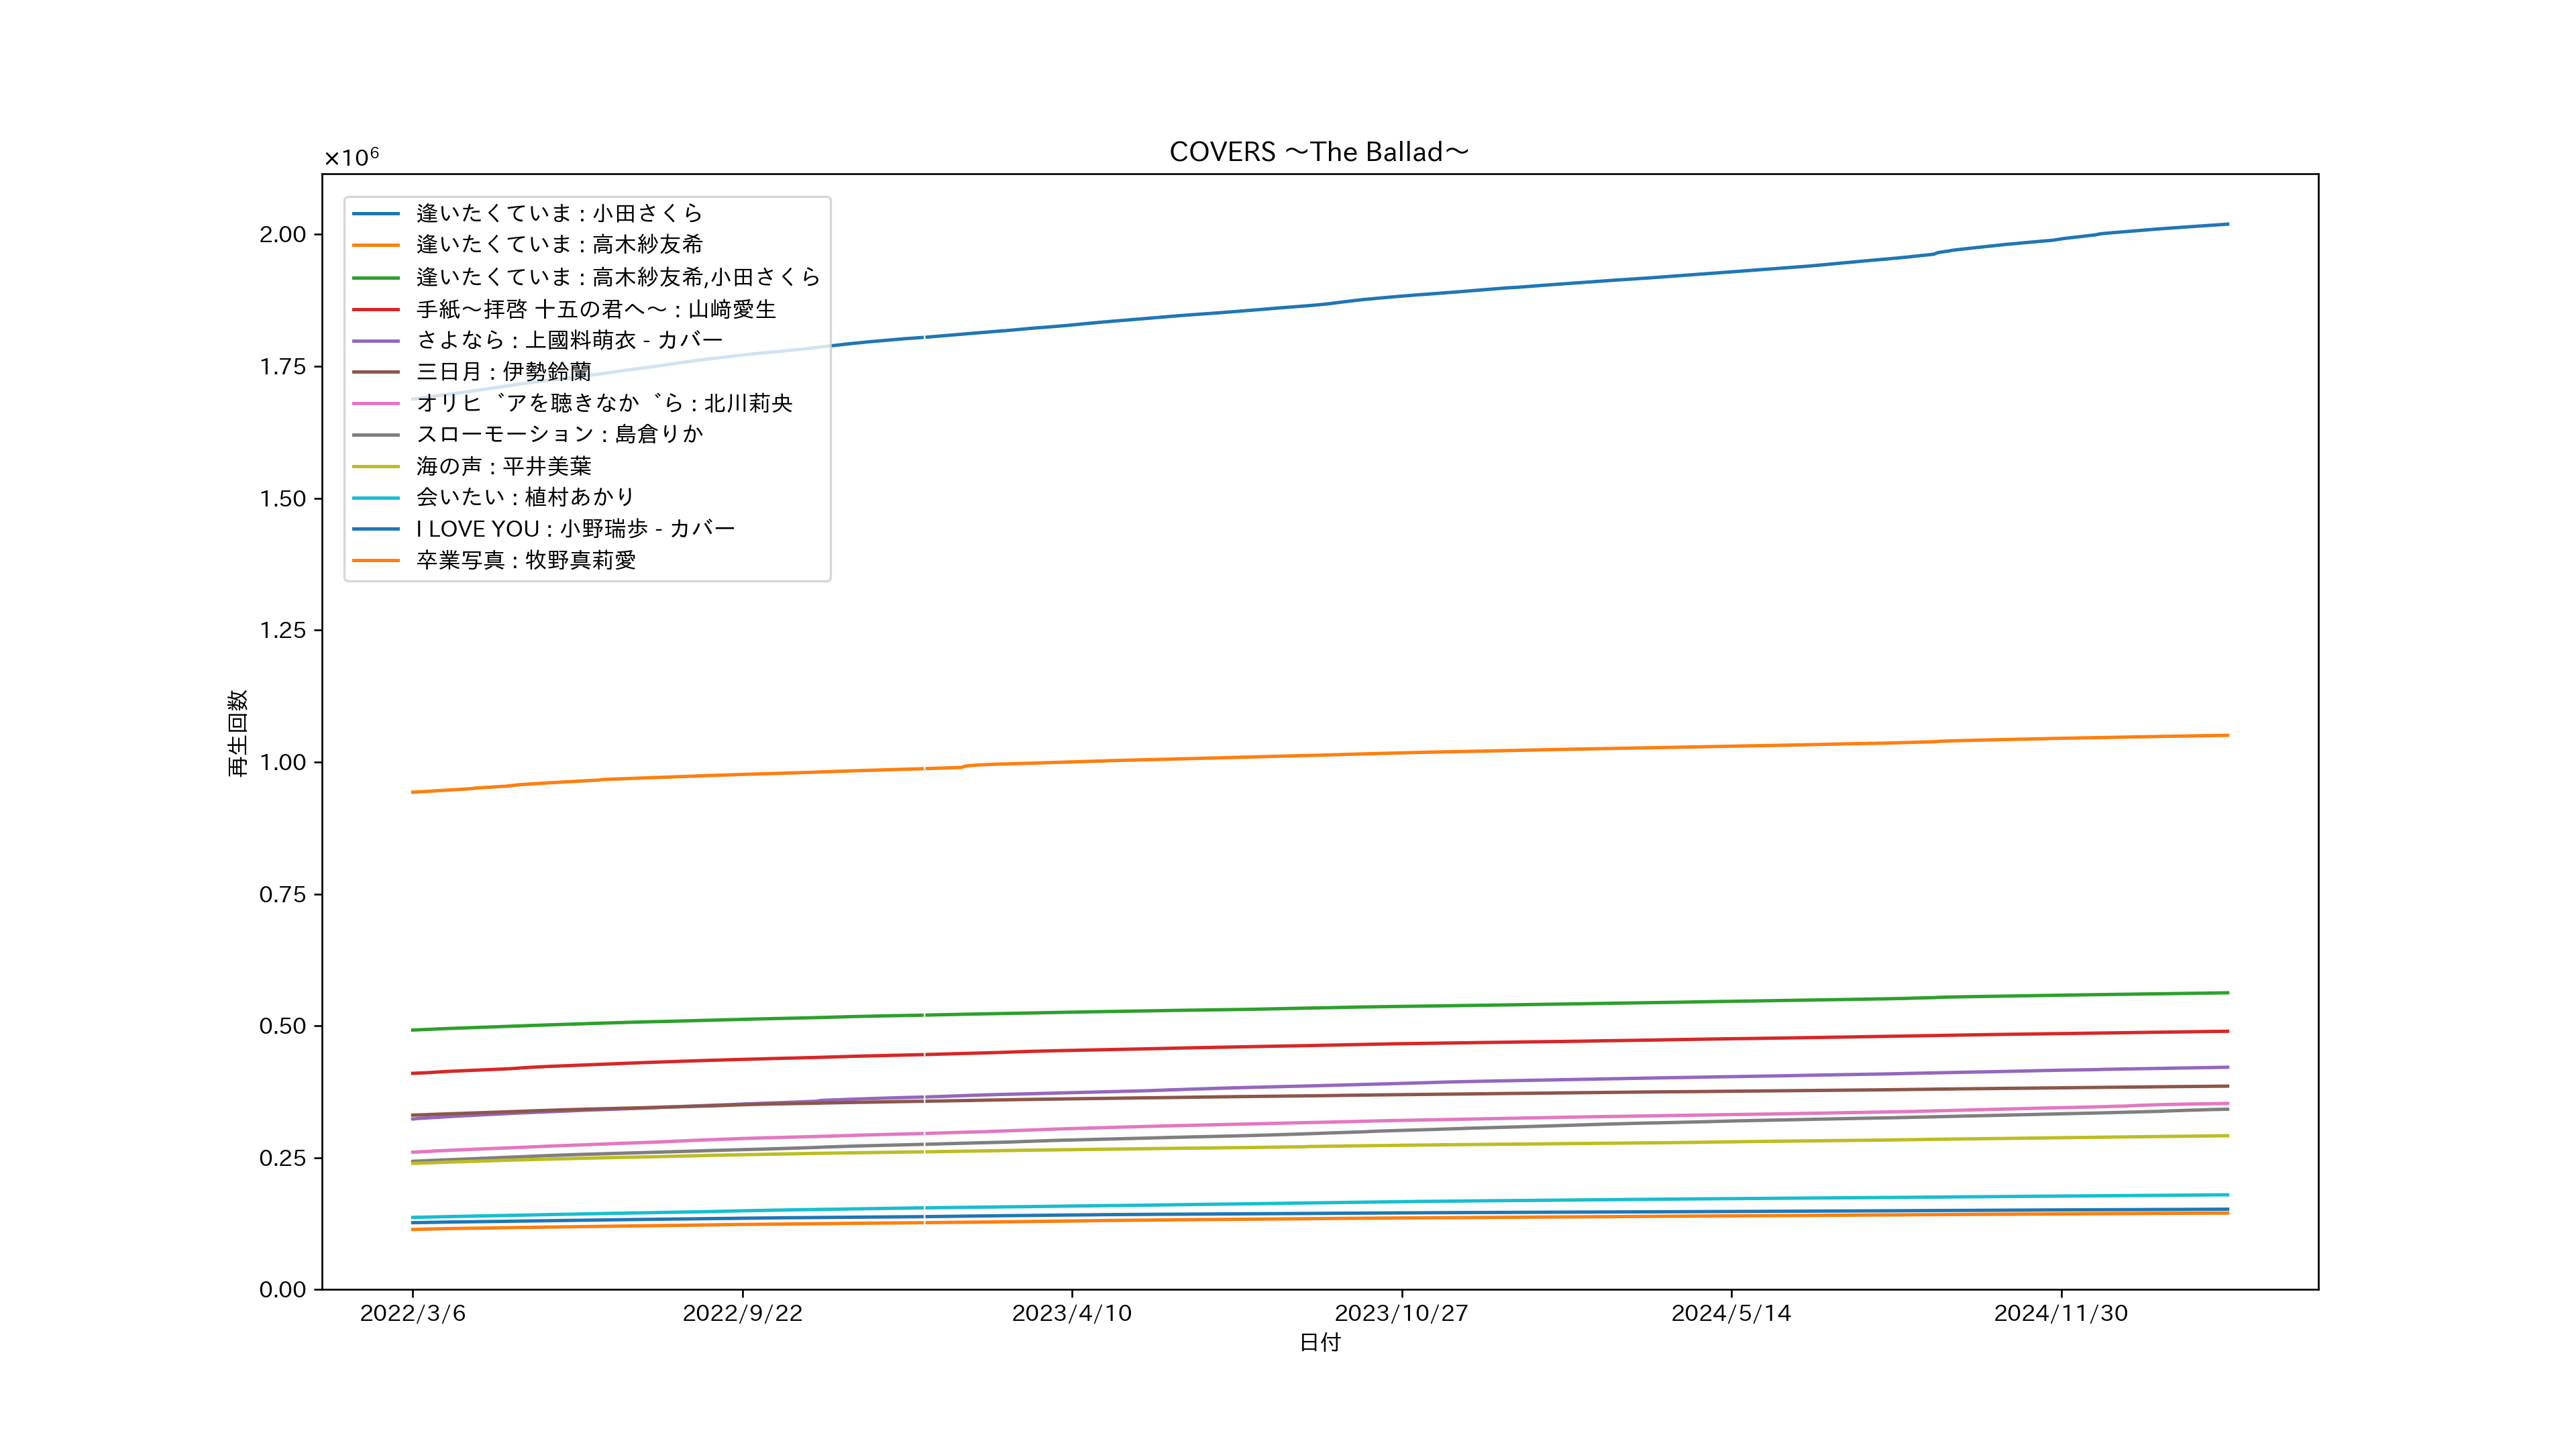 COVERS 〜The Ballad〜
×10⁶
逢いたくていま : 小田さくら
逢いたくていま : 高木紗友希
逢いたくていま : 高木紗友希,小田さくら
手紙〜拝啓 十五の君へ〜 : 山﨑愛生
さよなら : 上國料萌衣 - カバー
三日月 : 伊勢鈴蘭
オリビアを聴きながら : 北川莉央
スローモーション : 島倉りか
海の声 : 平井美葉
会いたい : 植村あかり
I LOVE YOU : 小野瑞歩 - カバー
卒業写真 : 牧野真莉愛
再生回数
2.00
1.75
1.50
1.25
1.00
0.75
0.50
0.25
0.00
2022/3/6
2022/9/22
2023/4/10
2023/10/27
2024/5/14
2024/11/30
日付